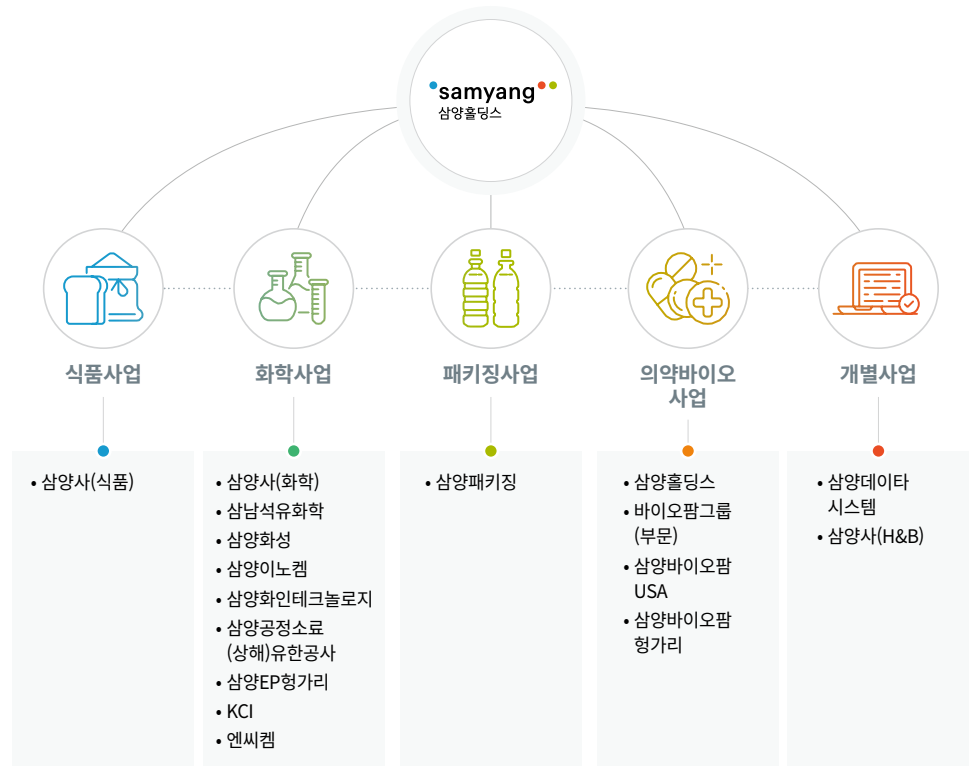 samyang
삼양홀딩스
식품사업
• 삼양사(식품)
화학사업
• 삼양사(화학)
• 삼남석유화학
• 삼양화성
• 삼양이노켐
• 삼양화인테크놀로지
• 삼양공정소료
(상해)유한공사
• 삼양EP헝가리
• KCI
• 엔씨켐
패키징사업
• 삼양패키징
의약바이오
사업
• 삼양홀딩스
• 바이오팜그룹
(부문)
• 삼양바이오팜
USA
• 삼양바이오팜
헝가리
개별사업
• 삼양데이타
시스템
• 삼양사(H&B)